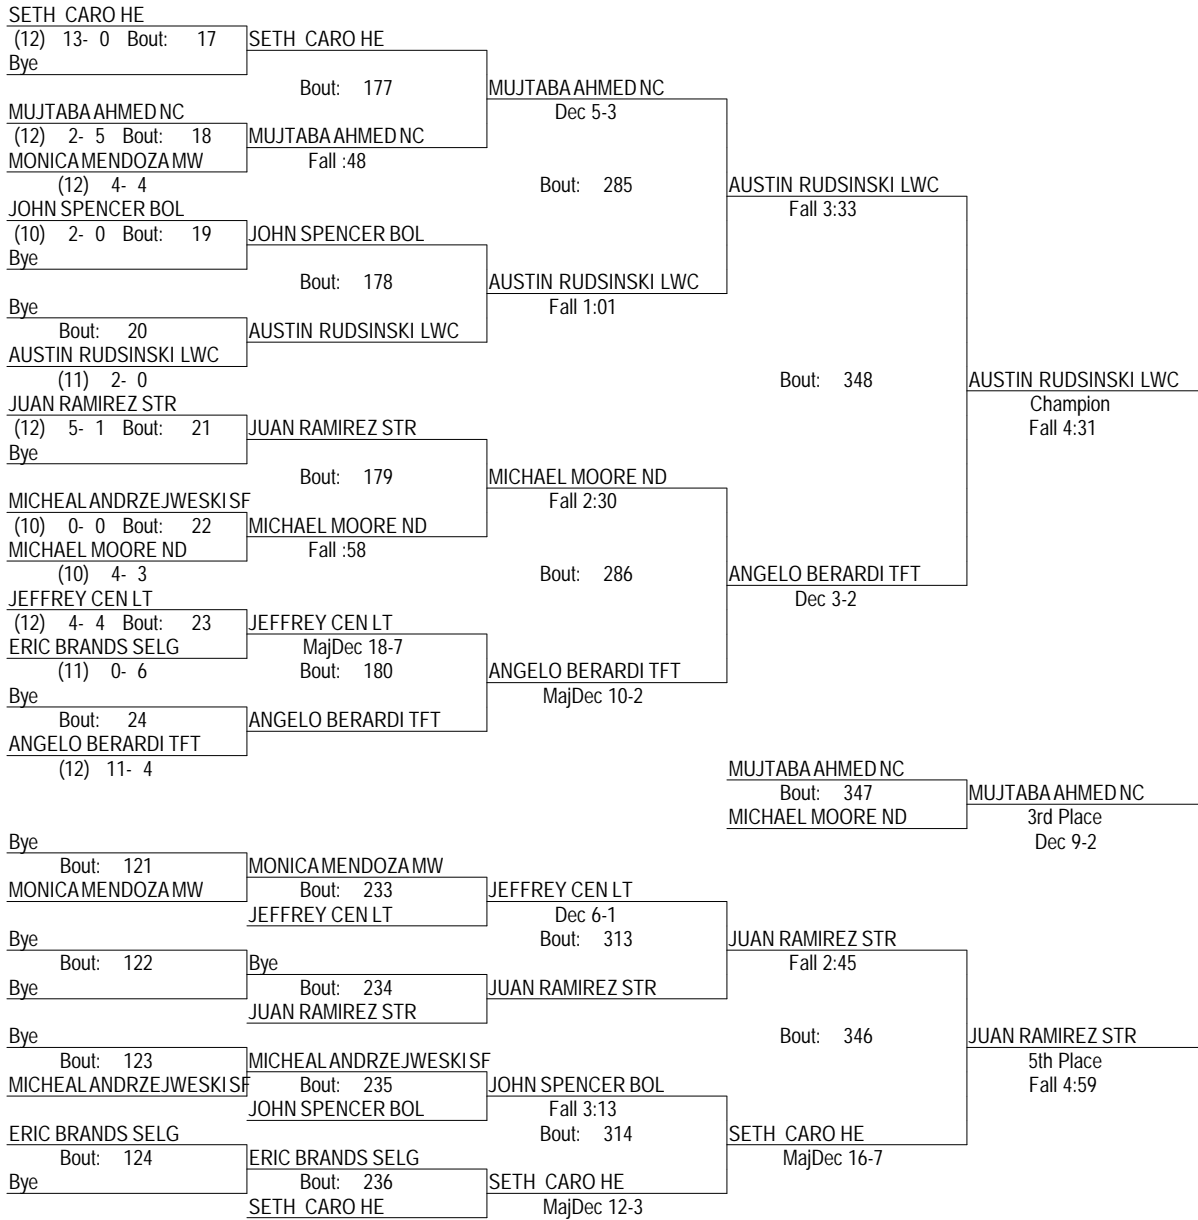 SETH CARO HE
(12) 13- 0 Bout: 17 SETH CARO HE
Bye
Bout: 177 MUJTABA AHMED NC
MUJTABA AHMED NC Dec 5-3
(12) 2- 5 Bout: 18 MUJTABA AHMED NC
MONICA MENDOZA MW Fall :48
(12) 4- 4 Bout: 285 AUSTIN RUDSINSKI LWC
JOHN SPENCER BOL Fall 3:33
(10) 2- 0 Bout: 19 JOHN SPENCER BOL
Bye
Bout: 178 AUSTIN RUDSINSKI LWC
Bye Fall 1:01
Bout: 20 AUSTIN RUDSINSKI LWC
AUSTIN RUDSINSKI LWC
(11) 2- 0 Bout: 348 AUSTIN RUDSINSKI LWC
JUAN RAMIREZ STR Champion
(12) 5- 1 Bout: 21 JUAN RAMIREZ STR Fall 4:31
Bye
Bout: 179 MICHAEL MOORE ND
MICHEAL ANDRZEJWESKI SF Fall 2:30
(10) 0- 0 Bout: 22 MICHAEL MOORE ND
MICHAEL MOORE ND Fall :58
(10) 4- 3 Bout: 286 ANGELO BERARDI TFT
JEFFREY CEN LT Dec 3-2
(12) 4- 4 Bout: 23 JEFFREY CEN LT
ERIC BRANDS SELG MajDec 18-7
(11) 0- 6 Bout: 180 ANGELO BERARDI TFT
Bye MajDec 10-2
Bout: 24 ANGELO BERARDI TFT
ANGELO BERARDI TFT
(12) 11- 4 MUJTABA AHMED NC
Bout: 347 MUJTABA AHMED NC
MICHAEL MOORE ND 3rd Place
Bye Dec 9-2
Bout: 121 MONICA MENDOZA MW
MONICA MENDOZA MW Bout: 233 JEFFREY CEN LT
JEFFREY CEN LT Dec 6-1
Bye Bout: 313 JUAN RAMIREZ STR
Bout: 122 Bye Fall 2:45
Bye Bout: 234 JUAN RAMIREZ STR
JUAN RAMIREZ STR
Bye Bout: 346 JUAN RAMIREZ STR
Bout: 123 MICHEAL ANDRZEJWESKI SF 5th Place
MICHEAL ANDRZEJWESKI SF Bout: 235 JOHN SPENCER BOL Fall 4:59
JOHN SPENCER BOL Fall 3:13
ERIC BRANDS SELG Bout: 314 SETH CARO HE
Bout: 124 ERIC BRANDS SELG MajDec 16-7
Bye Bout: 236 SETH CARO HE
SETH CARO HE MajDec 12-3